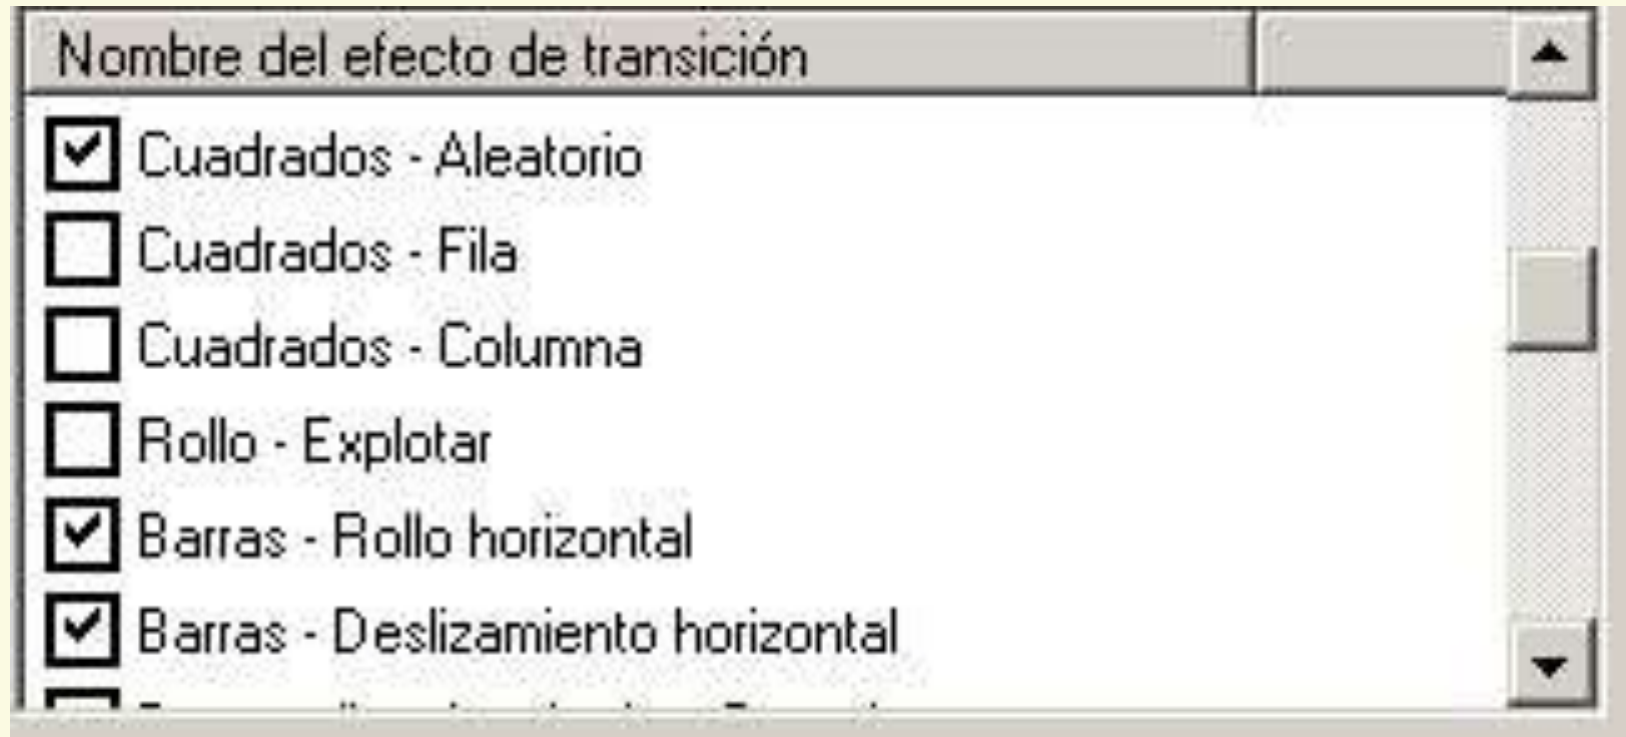 Nombre del efecto de transición
Cuadrados - Aleatorio
Cuadrados - Fila
Cuadrados - Columna
Rollo - Explotar
Barras - Rollo horizontal
Barras - Deslizamiento horizontal